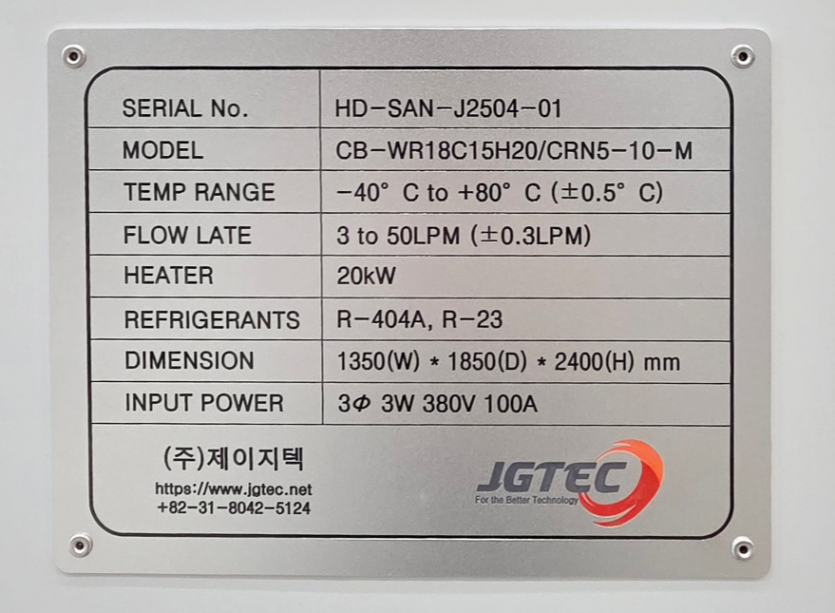 SERIAL No. HD-SAN-J2504-01
MODEL CB-WR18C15H20/CRN5-10-M
TEMP RANGE -40° C to +80° C (±0.5° C)
FLOW LATE 3 to 50LPM (±0.3LPM)
HEATER 20kW
REFRIGERANTS R-404A, R-23
DIMENSION 1350(W) * 1850(D) * 2400(H) mm
INPUT POWER 3Φ 3W 380V 100A
(주)제이지텍
https://www.jgtec.net
+82-31-8042-5124
JGTEC
For the Better Technology